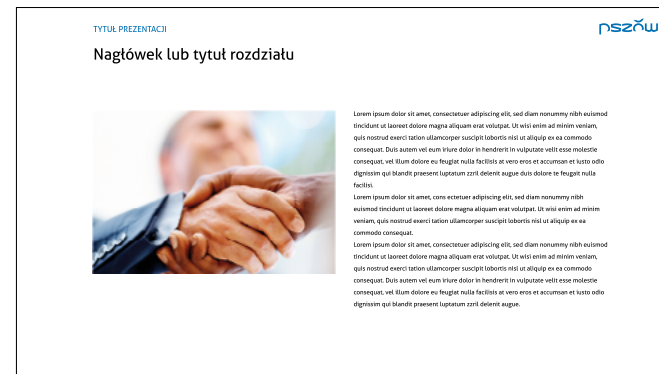 TYTUŁ PREZENTACJI
pszów
Nagłówek lub tytuł rozdziału
Lorem ipsum dolor sit amet, consectetuer adipiscing elit, sed diam nonummy nibh euismod
tincidunt ut laoreet dolore magna aliquam erat volutpat. Ut wisi enim ad minim veniam,
quis nostrud exerci tation ullamcorper suscipit lobortis nisl ut aliquip ex ea commodo
consequat. Duis autem vel eum iriure dolor in hendrerit in vulputate velit esse molestie
consequat, vel illum dolore eu feugiat nulla facilisis at vero eros et accumsan et iusto odio
dignissim qui blandit praesent luptatum zzril delenit augue duis dolore te feugait nulla
facilisi.
Lorem ipsum dolor sit amet, cons ectetuer adipiscing elit, sed diam nonummy nibh
euismod tincidunt ut laoreet dolore magna aliquam erat volutpat. Ut wisi enim ad minim
veniam, quis nostrud exerci tation ullamcorper suscipit lobortis nisl ut aliquip ex ea
commodo consequat.
Lorem ipsum dolor sit amet, consectetuer adipiscing elit, sed diam nonummy nibh euismod
tincidunt ut laoreet dolore magna aliquam erat volutpat. Ut wisi enim ad minim veniam,
quis nostrud exerci tation ullamcorper suscipit lobortis nisl ut aliquip ex ea commodo
consequat. Duis autem vel eum iriure dolor in hendrerit in vulputate velit esse molestie
consequat, vel illum dolore eu feugiat nulla facilisis at vero eros et accumsan et iusto odio
dignissim qui blandit praesent luptatum zzril delenit augue.